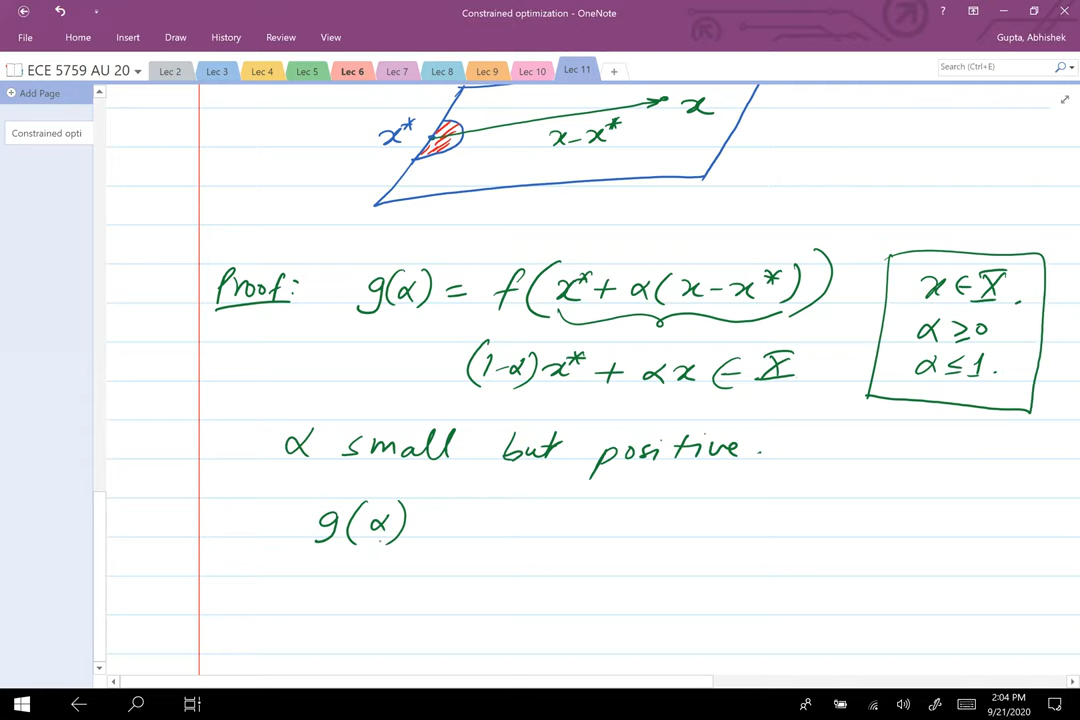 Constrained optimization - OneNote
?
Gupta, Abhishek
File Home Insert Draw History Review View
ECE 5759 AU 20 Lec 2 Lec 3 Lec 4 Lec 5 Lec 6 Lec 7 Lec 8 Lec 9 Lec 10 Lec 11 +
Search (Ctrl+E)
Add Page
Constrained opti
x* x
x-x*
Proof: g(α) = f(x* + α(x-x*))
(1-α)x* + αx ∈ X
x ∈ X.
α ≥ 0
α ≤ 1.
α small but positive.
g(α)
2:04 PM
9/21/2020